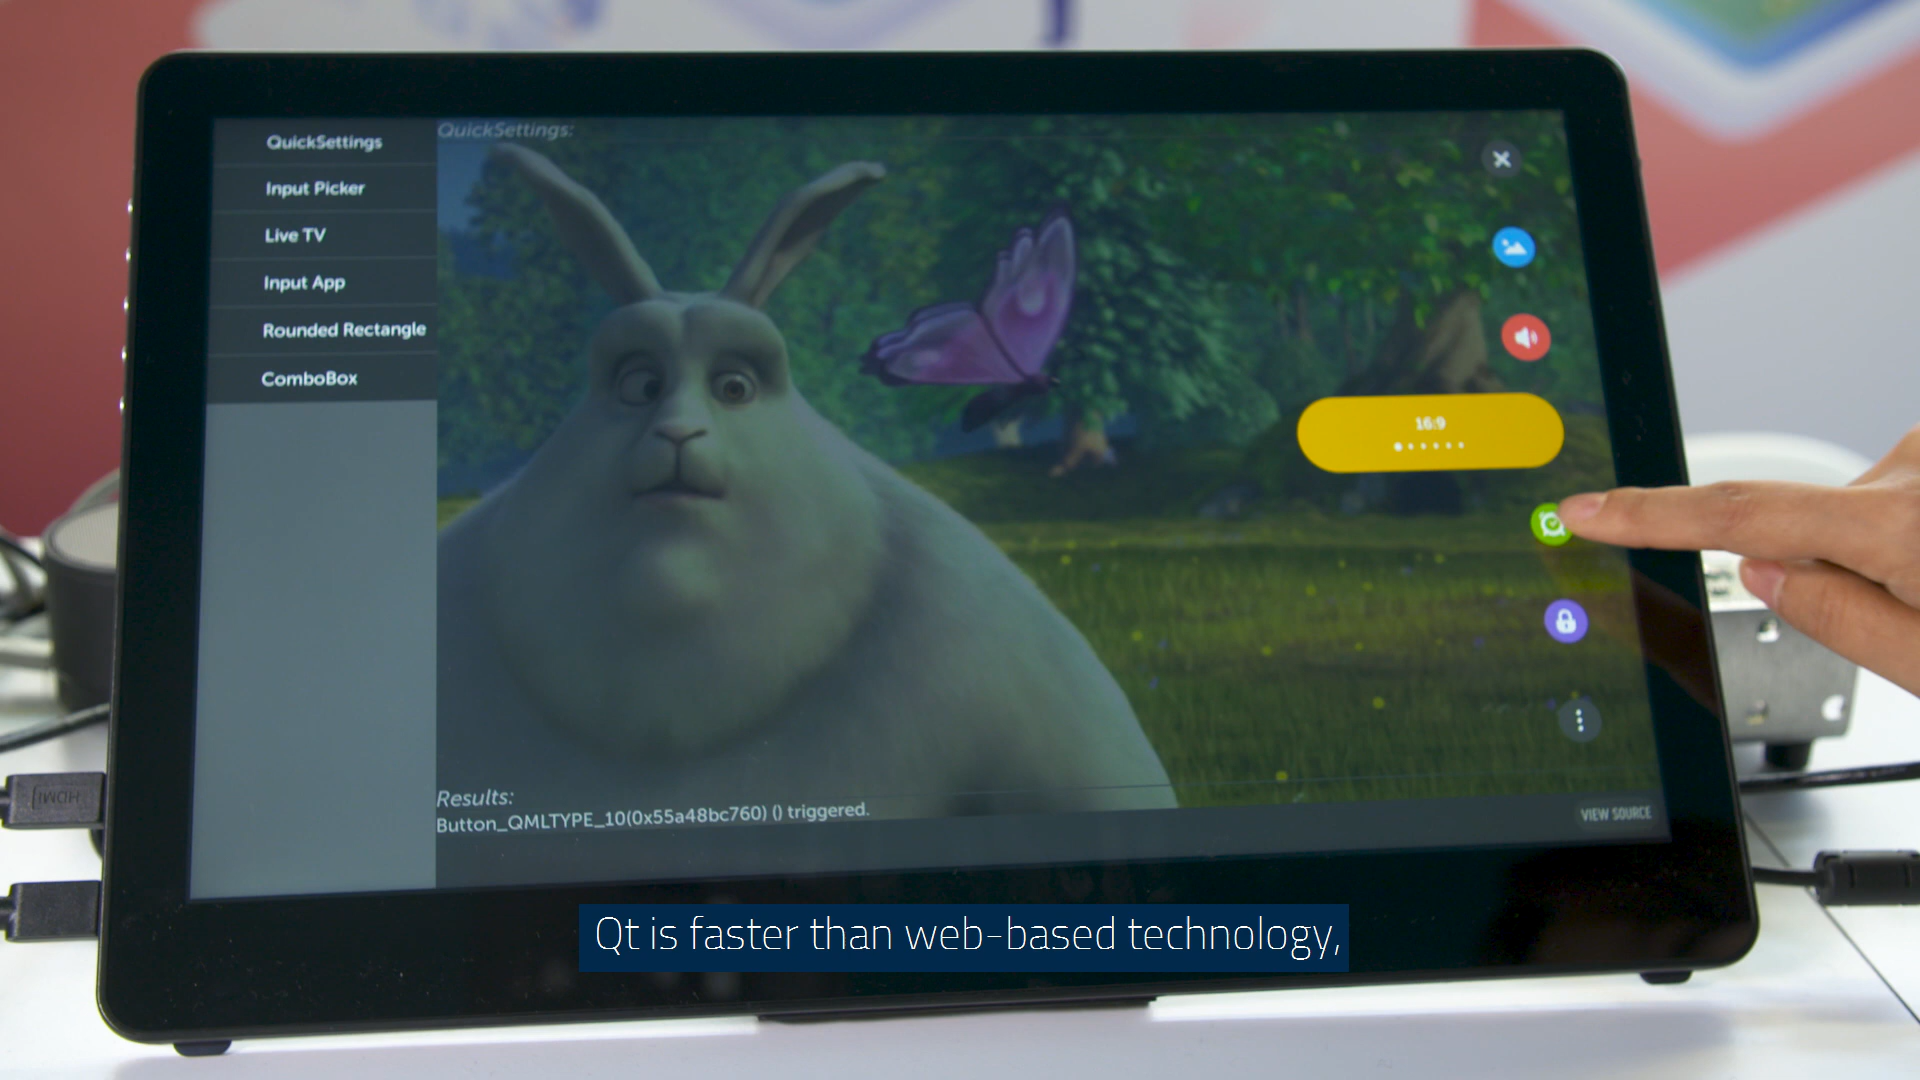 QuickSettings
Input Picker
Live TV
Input App
Rounded Rectangle
ComboBox
QuickSettings:
16:9
Results:
Button_QMLTYPE_10(0x55a48bc760) () triggered.
VIEW SOURCE
HDMI
Qt is faster than web-based technology,